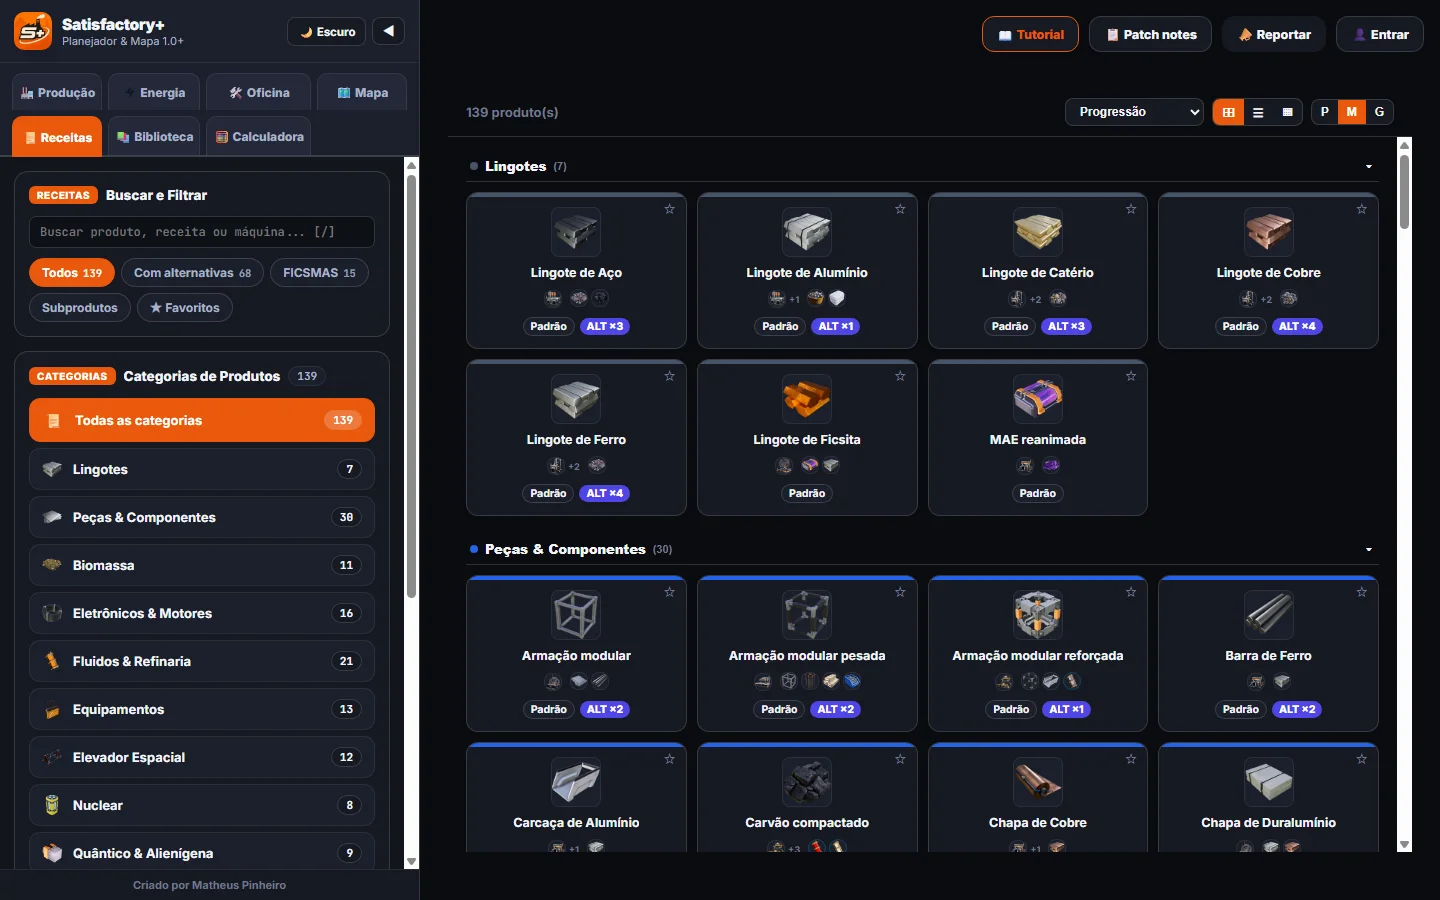 Satisfactory+
Planejador & Mapa 1.0+
Escuro
Produção
Energia
Oficina
Mapa
Receitas
Biblioteca
Calculadora
RECEITAS Buscar e Filtrar
Buscar produto, receita ou máquina... [/]
Todos 139
Com alternativas 68
FICSMAS 15
Subprodutos
★ Favoritos
CATEGORIAS Categorias de Produtos 139
Todas as categorias 139
Lingotes 7
Peças & Componentes 30
Biomassa 11
Eletrônicos & Motores 16
Fluidos & Refinaria 21
Equipamentos 13
Elevador Espacial 12
Nuclear 8
Quântico & Alienígena 9
Criado por Matheus Pinheiro
Tutorial
Patch notes
Reportar
Entrar
139 produto(s)
Progressão
P M G
Lingotes (7)
Lingote de Aço
Padrão ALT ×3
Lingote de Alumínio
+1
Padrão ALT ×1
Lingote de Catério
+2
Padrão ALT ×3
Lingote de Cobre
+2
Padrão ALT ×4
Lingote de Ferro
+2
Padrão ALT ×4
Lingote de Ficsita
Padrão
MAE reanimada
Padrão
Peças & Componentes (30)
Armação modular
Padrão ALT ×2
Armação modular pesada
Padrão ALT ×2
Armação modular reforçada
Padrão ALT ×1
Barra de Ferro
Padrão ALT ×2
Carcaça de Alumínio
+1
Carvão compactado
+3
Chapa de Cobre
+1
Chapa de Duralumínio